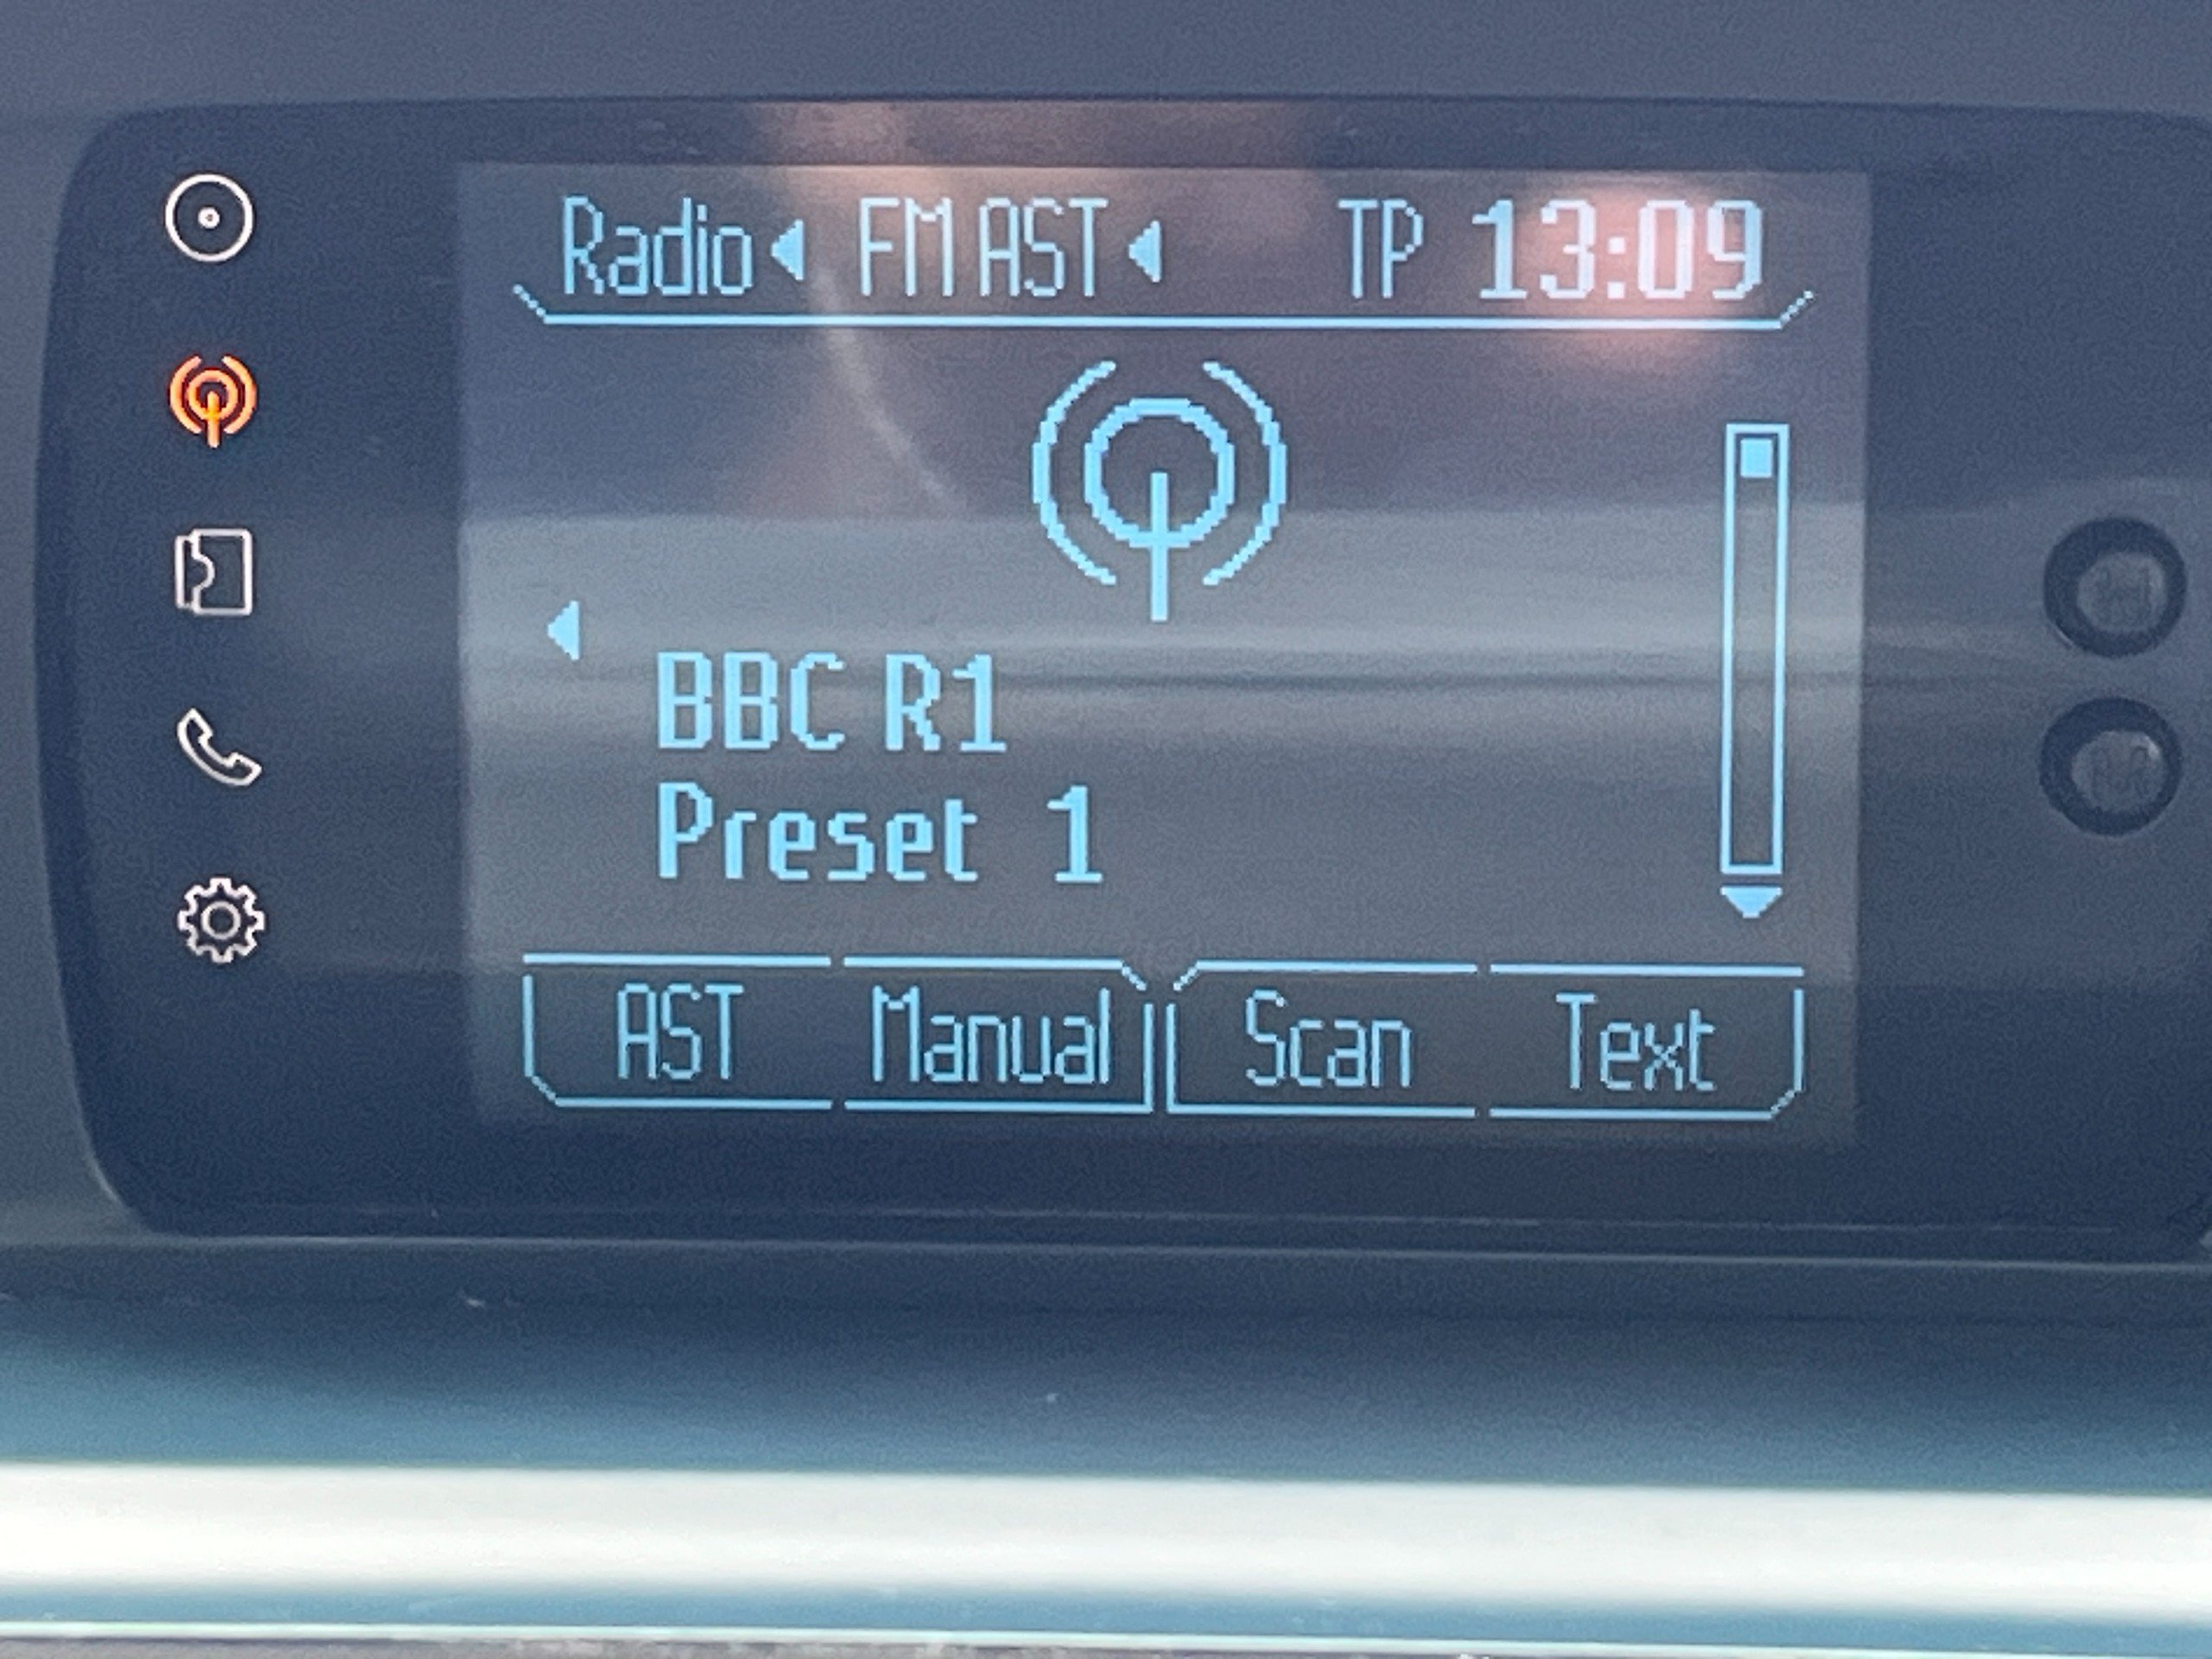 Radio FM AST TP 13:09
BBC R1
Preset 1
AST Manual Scan Text